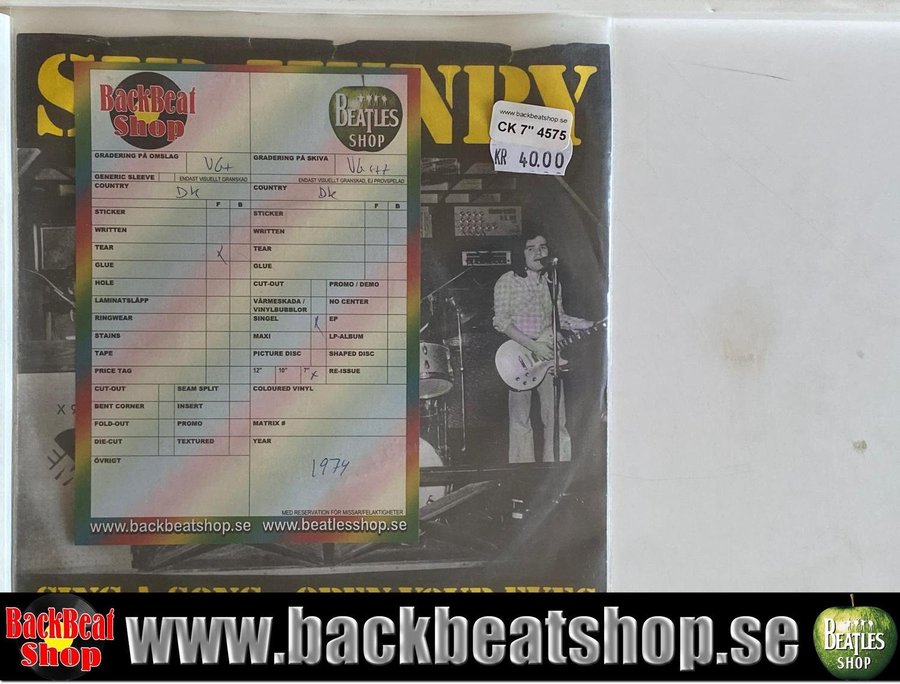 BackBeat
Shop
BEATLES
SHOP
www.backbeatshop.se
CK 7" 4575
KR 40.00
GRADERING PÅ OMSLAG VG+
GRADERING PÅ SKIVA VG++
GENERIC SLEEVE ENDAST VISUELLT GRANSKAD
ENDAST VISUELLT GRANSKAD, EJ PROVSPELAD
COUNTRY DK
COUNTRY DK
F B
F B
STICKER
STICKER
WRITTEN
WRITTEN
TEAR X
TEAR
GLUE
GLUE
HOLE
CUT-OUT PROMO / DEMO
LAMINATSLÄPP
VÄRMESKADA / NO CENTER
VINYLBUBBLOR
RINGWEAR
SINGEL X EP
STAINS
MAXI LP-ALBUM
TAPE
PICTURE DISC SHAPED DISC
PRICE TAG
12" 10" 7" X RE-ISSUE
CUT-OUT SEAM SPLIT
COLOURED VINYL
BENT CORNER INSERT
FOLD-OUT PROMO
MATRIX #
DIE-CUT TEXTURED
YEAR
ÖVRIGT
1974
MED RESERVATION FÖR MISSAR/FELAKTIGHETER
www.backbeatshop.se www.beatlesshop.se
SING A SONG OPEN YOUR EYES
BackBeat
Shop
www.backbeatshop.se
BEATLES
SHOP